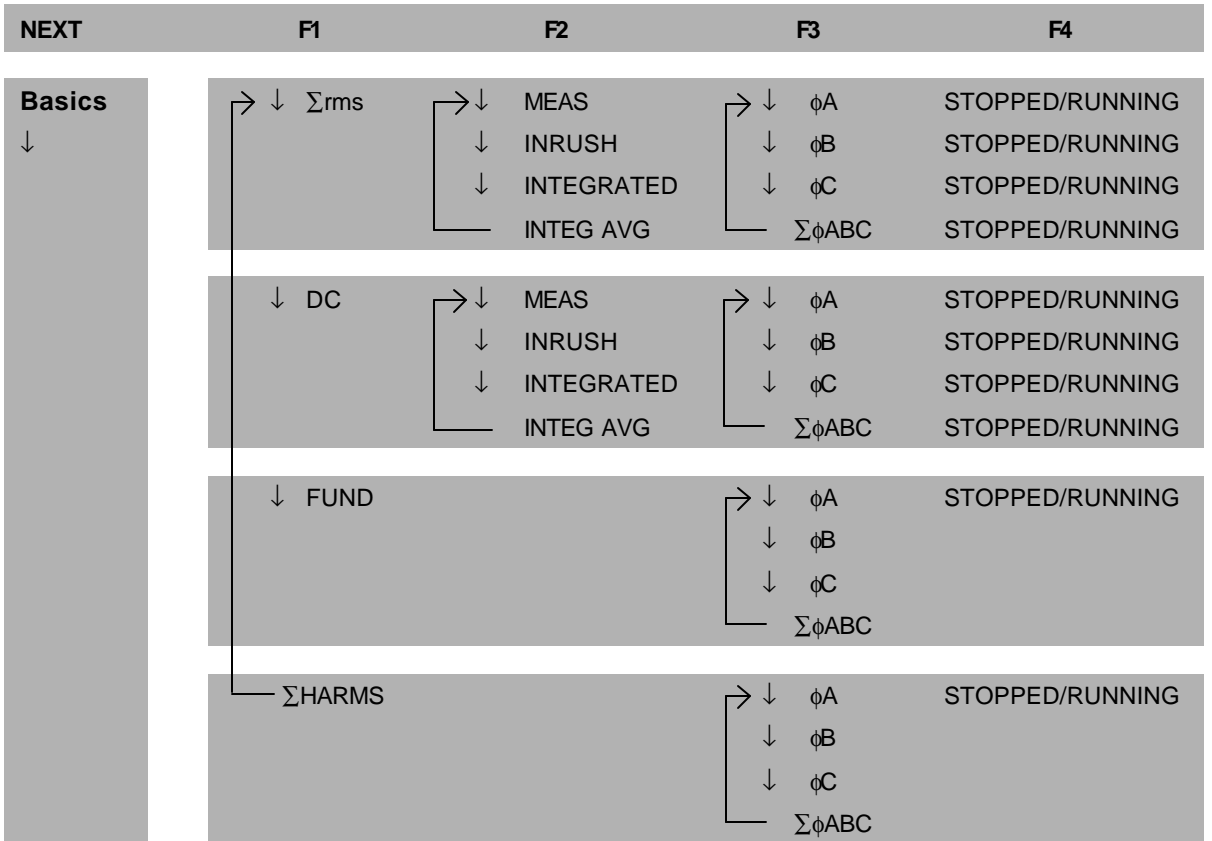 NEXT F1 F2 F3 F4
Basics ↓ ∑rms ↓ MEAS ↓ ϕA STOPPED/RUNNING
↓ ↓ INRUSH ↓ ϕB STOPPED/RUNNING
↓ INTEGRATED ↓ ϕC STOPPED/RUNNING
INTEG AVG ∑ϕABC STOPPED/RUNNING
↓ DC ↓ MEAS ↓ ϕA STOPPED/RUNNING
↓ INRUSH ↓ ϕB STOPPED/RUNNING
↓ INTEGRATED ↓ ϕC STOPPED/RUNNING
INTEG AVG ∑ϕABC STOPPED/RUNNING
↓ FUND ↓ ϕA STOPPED/RUNNING
↓ ϕB
↓ ϕC
∑ϕABC
∑HARMS ↓ ϕA STOPPED/RUNNING
↓ ϕB
↓ ϕC
∑ϕABC